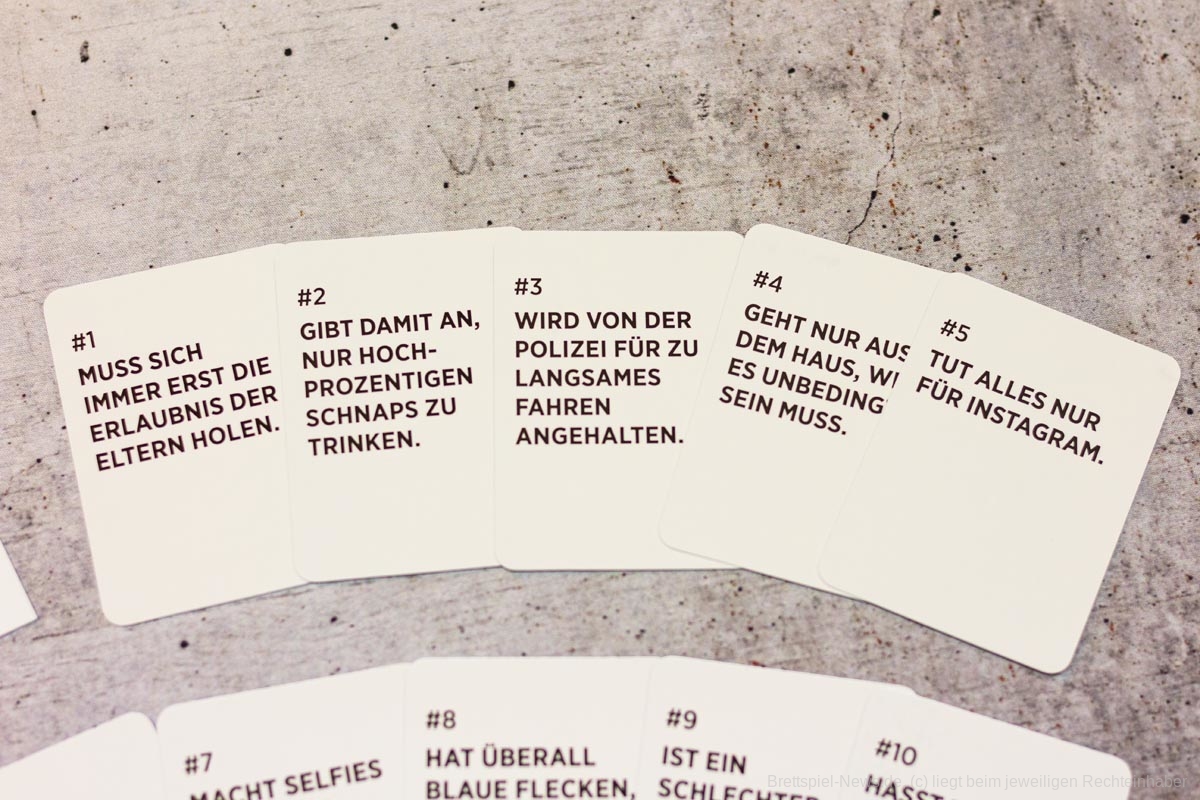 #1
MUSS SICH
IMMER ERST DIE
ERLAUBNIS DER
ELTERN HOLEN.
#2
GIBT DAMIT AN,
NUR HOCH-
PROZENTIGEN
SCHNAPS ZU
TRINKEN.
#3
WIRD VON DER
POLIZEI FÜR ZU
LANGSAMES
FAHREN
ANGEHALTEN.
#4
GEHT NUR AUS
DEM HAUS,
ES
SEIN MUSS.
#5
TUT ALLES NUR
FÜR INSTAGRAM.
#7
MACHT SELFIES
#8
HAT ÜBERALL
BLAUE FLECKEN,
#9
IST EIN
#10
(c) liegt beim jeweiligen